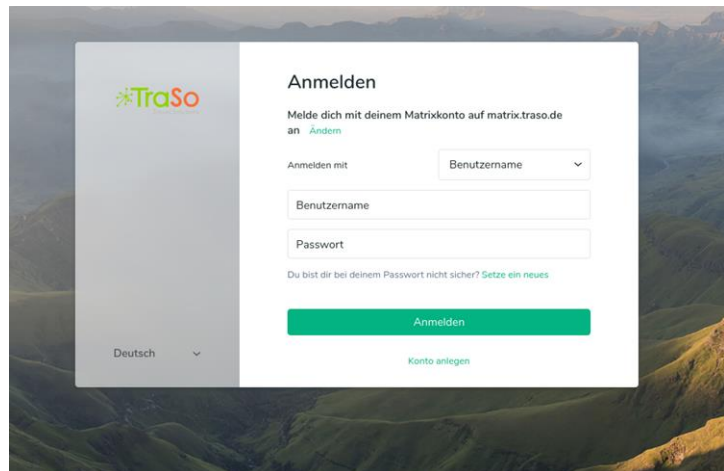 TraSo
Anmelden
Melde dich mit deinem Matrixkonto auf matrix.traso.de
an Ändern
Anmelden mit
Benutzername
Benutzername
Passwort
Du bist dir bei deinem Passwort nicht sicher? Setze ein neues
Anmelden
Deutsch
Konto anlegen